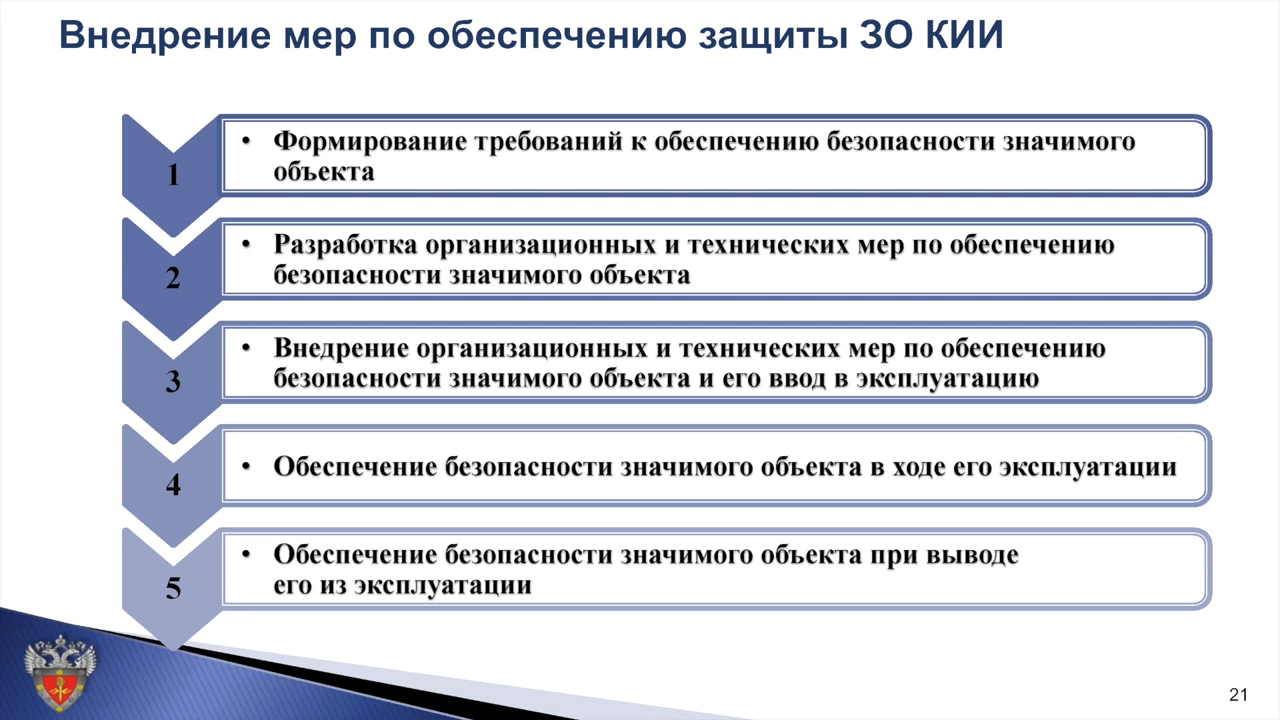 Внедрение мер по обеспечению защиты ЗО КИИ
1
• Формирование требований к обеспечению безопасности значимого
объекта
2
• Разработка организационных и технических мер по обеспечению
безопасности значимого объекта
3
• Внедрение организационных и технических мер по обеспечению
безопасности значимого объекта и его ввод в эксплуатацию
4
• Обеспечение безопасности значимого объекта в ходе его эксплуатации
5
• Обеспечение безопасности значимого объекта при выводе
его из эксплуатации
21